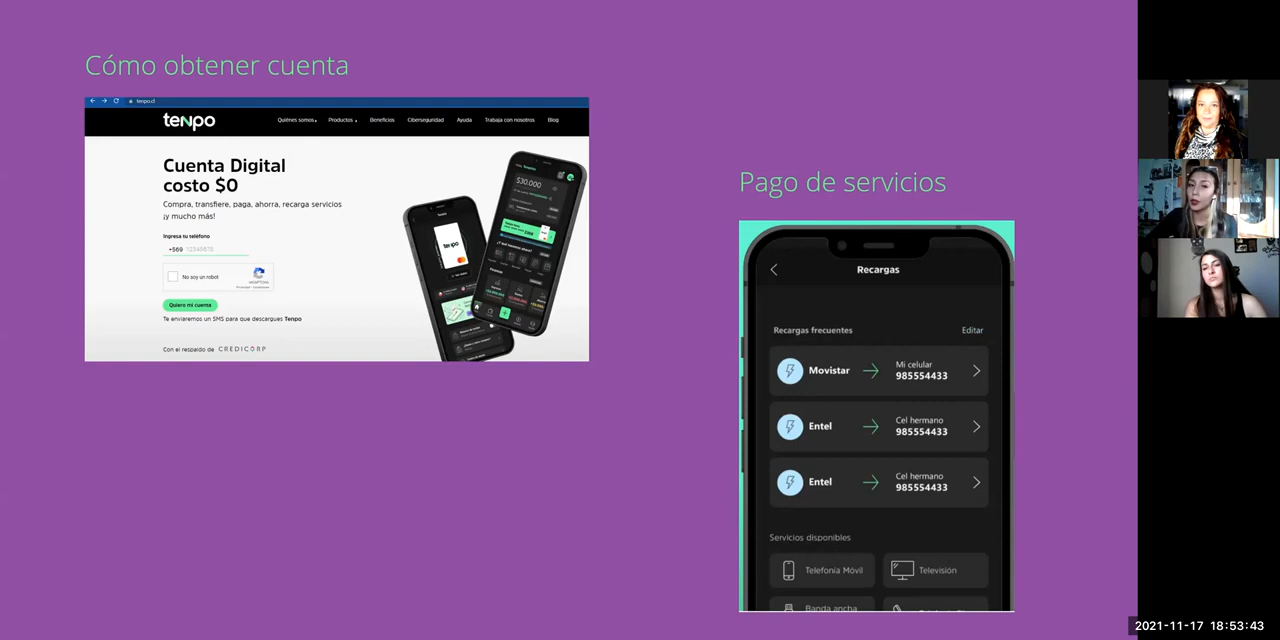 Cómo obtener cuenta
tenpo.cl
tenpo
Quiénes somos
Productos
Beneficios
Ciberseguridad
Ayuda
Trabaja con nosotros
Blog
Cuenta Digital
costo $0
Compra, transfiere, paga, ahorra, recarga servicios
¡y mucho más!
Ingresa tu teléfono
+569 12345678
No soy un robot
reCAPTCHA
Quiero mi cuenta
Te enviaremos un SMS para que descargues Tenpo
Con el respaldo de CREDICORP
tenpo
$30.000
Pago de servicios
Recargas
Recargas frecuentes
Editar
Movistar
Mi celular
985554433
Entel
Cel hermano
985554433
Entel
Cel hermano
985554433
Servicios disponibles
Telefonía Móvil
Televisión
Banda ancha
2021-11-17 18:53:43